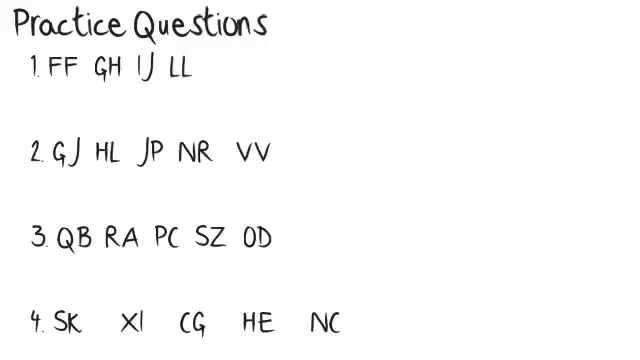 Practice Questions
1. FF GH IJ LL
2. GJ HL JP NR VV
3. QB RA PC SZ OD
4. SK XI CG HE NC